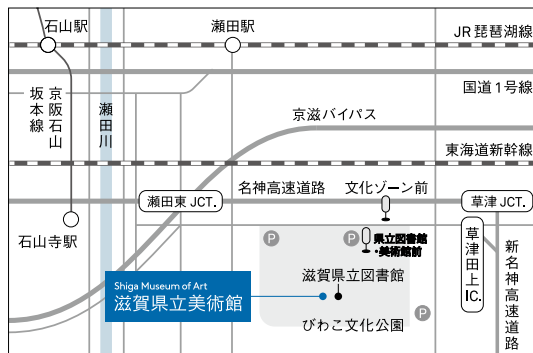 石山駅
瀬田駅
JR琵琶湖線
国道1号線
京阪石山
坂本線
瀬田川
京滋バイパス
東海道新幹線
名神高速道路
文化ゾーン前
瀬田東 JCT.
草津 JCT.
石山寺駅
P
P
県立図書館
・美術館前
草津田上IC.
新名神高速道路
滋賀県立図書館
Shiga Museum of Art
滋賀県立美術館
びわこ文化公園
P